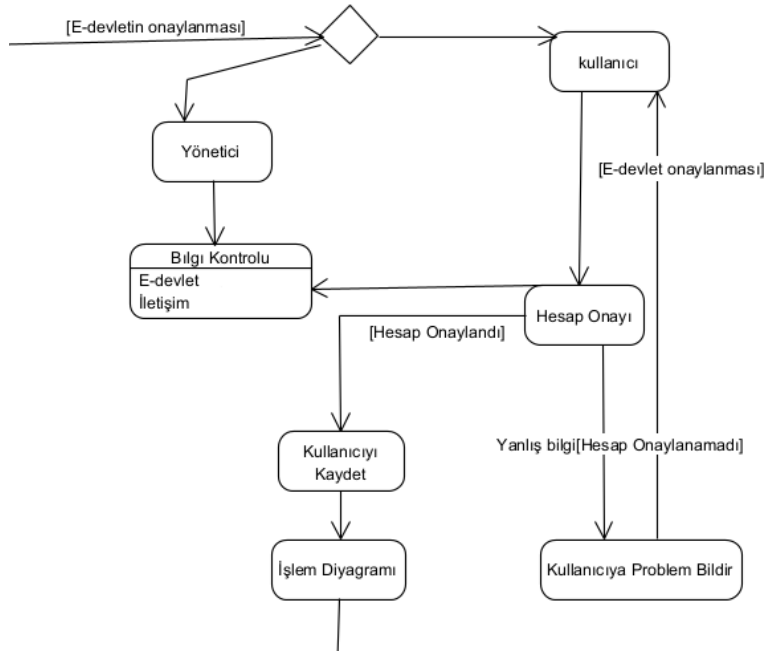 [E-devletin onaylanması]
kullanıcı
Yönetici
[E-devlet onaylanması]
Bılgı Kontrolu
E-devlet
İletişim
Hesap Onayı
[Hesap Onaylandı]
Yanlış bilgi[Hesap Onaylanamadı]
Kullanıcıyı
Kaydet
İşlem Diyagramı
Kullanıcıya Problem Bildir